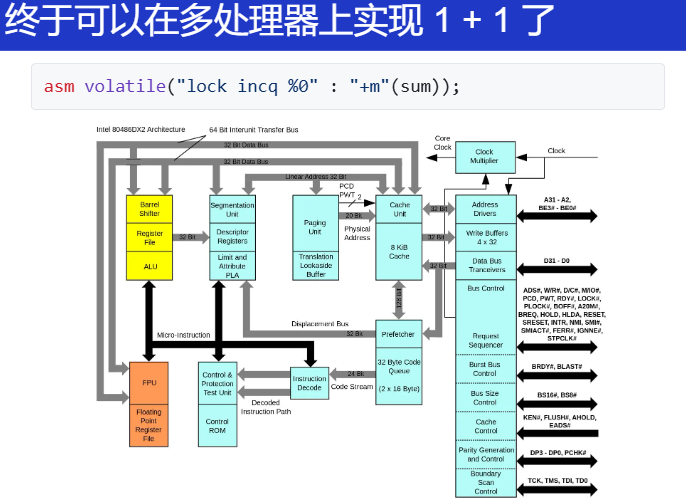 终于可以在多处理器上实现 1 + 1 了
asm volatile("lock incq %0" : "+m"(sum));
Intel 80486DX2 Architecture
64 Bit Interunit Transfer Bus
32 Bit Data Bus
32 Bit Data Bus
Linear Address 32 Bit
Core
Clock
Clock
Multiplier
Clock
PCD
PWT
2
Barrel
Shifter
Register
File
ALU
32 Bit
Segmentation
Unit
Descriptor
Registers
Limit and
Attribute
PLA
Paging
Unit
Translation
Lookaside
Buffer
20 Bit
Physical
Address
Cache
Unit
8 KiB
Cache
32 Bit
32 Bit
32 Bit
128 Bit
Address
Drivers
Write Buffers
4 x 32
Data Bus
Tranceivers
Bus Control
Request
Sequencer
Burst Bus
Control
Bus Size
Control
Cache
Control
Parity Generation
and Control
Boundary
Scan
Control
A31 - A2,
BE3# - BE0#
D31 - D0
ADS#, W/R#, D/C#, M/IO#,
PCD, PWT, RDY#, LOCK#,
PLOCK#, BOFF#, A20M#,
BREQ, HOLD, HLDA, RESET,
SRESET, INTR, NMI, SMI#,
SMIACT#, FERR#, IGNNE#,
STPCLK#
BRDY#, BLAST#
BS16#, BS8#
KEN#, FLUSH#, AHOLD,
EADS#
DP3 - DP0, PCHK#
TCK, TMS, TDI, TD0
Displacement Bus
Micro-Instruction
Prefetcher
32 Byte Code
Queue
(2 x 16 Byte)
24 Bit
Code Stream
Instruction
Decode
Decoded
Instruction Path
Control &
Protection
Test Unit
Control
ROM
FPU
Floating
Point
Register
File